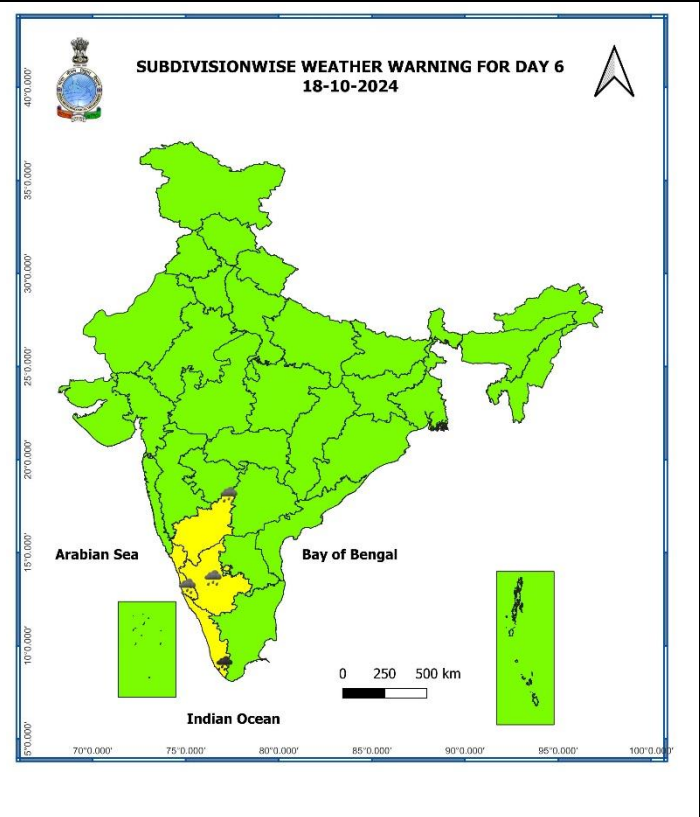 SUBDIVISIONWISE WEATHER WARNING FOR DAY 6
18-10-2024
40°0.000'
35°0.000'
30°0.000'
25°0.000'
20°0.000'
15°0.000'
10°0.000'
5°0.000'
Arabian Sea
Bay of Bengal
0 250 500 km
Indian Ocean
70°0.000' 75°0.000' 80°0.000' 85°0.000' 90°0.000' 95°0.000' 100°0.000'